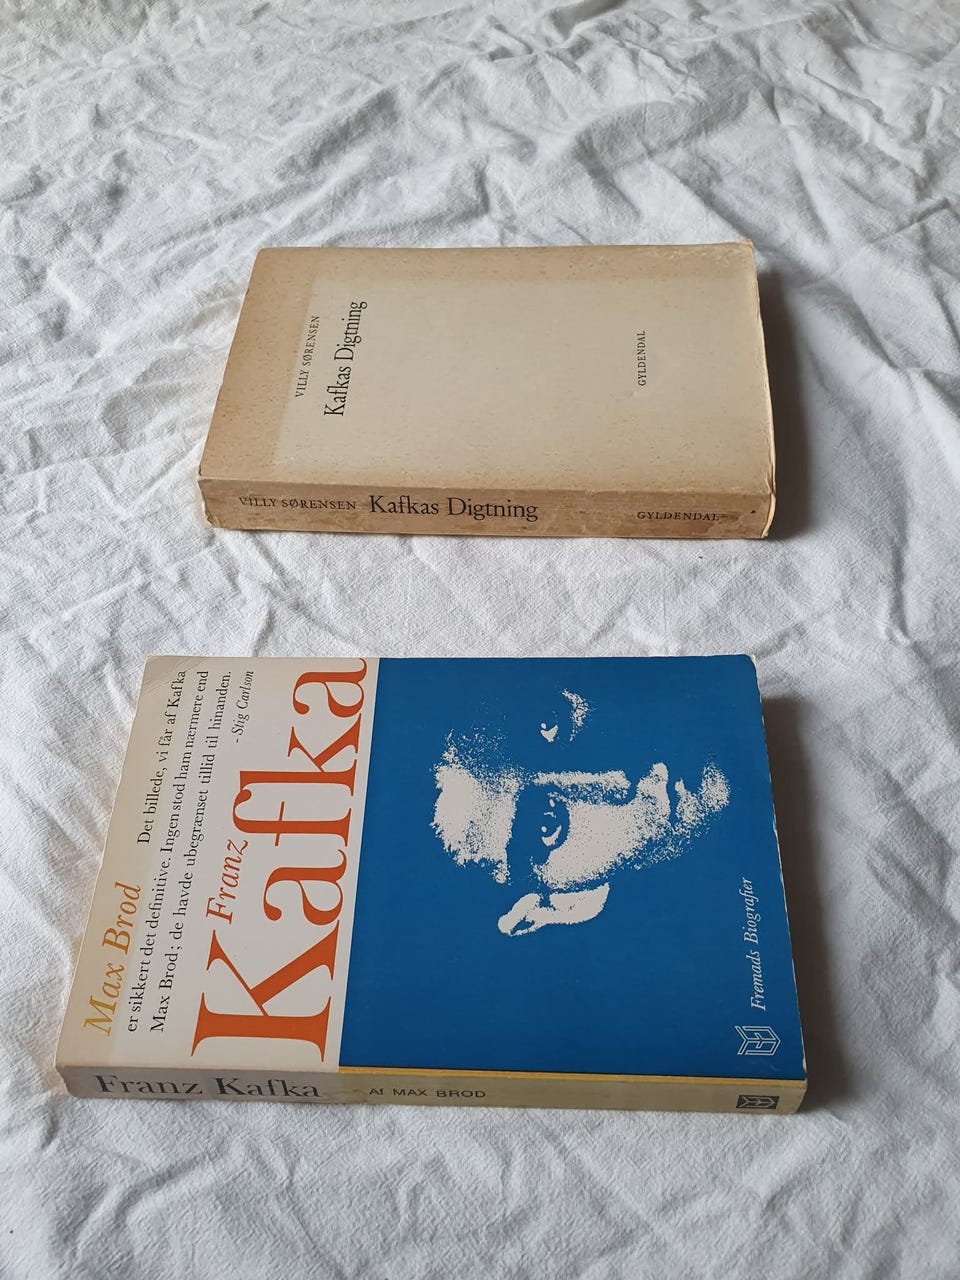 VILLY SØRENSEN
Kafkas Digtning
GYLDENDAL
VILLY SØRENSEN Kafkas Digtning GYLDENDAL
Max Brod Det billede, vi får af Kafka
er sikkert det definitive. Ingen stod ham nærmere end
Max Brod; de havde ubegrænset tillid til hinanden.
- Stig Carlson
Franz
Kafka
Fremads Biografier
Franz Kafka Af MAX BROD